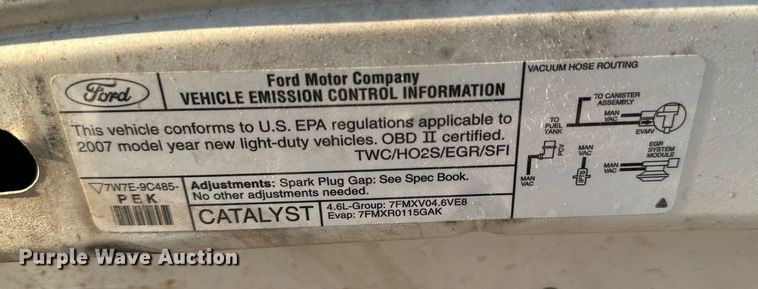 Ford
Ford Motor Company
VEHICLE EMISSION CONTROL INFORMATION
This vehicle conforms to U.S. EPA regulations applicable to
2007 model year new light-duty vehicles. OBD II certified.
TWC/HO2S/EGR/SFI
7W7E-9C485-
PEK
Adjustments: Spark Plug Gap: See Spec Book.
No other adjustments needed.
CATALYST
4.6L-Group: 7FMXV04.6VE8
Evap: 7FMXR0115GAK
VACUUM HOSE ROUTING
TO CANISTER
ASSEMBLY
TO FUEL
TANK
MAN
VAC
EVMV
PCV
MAN
VAC
FPS
MAN
VAC
EGR
SYSTEM
MODULE
Purple Wave Auction